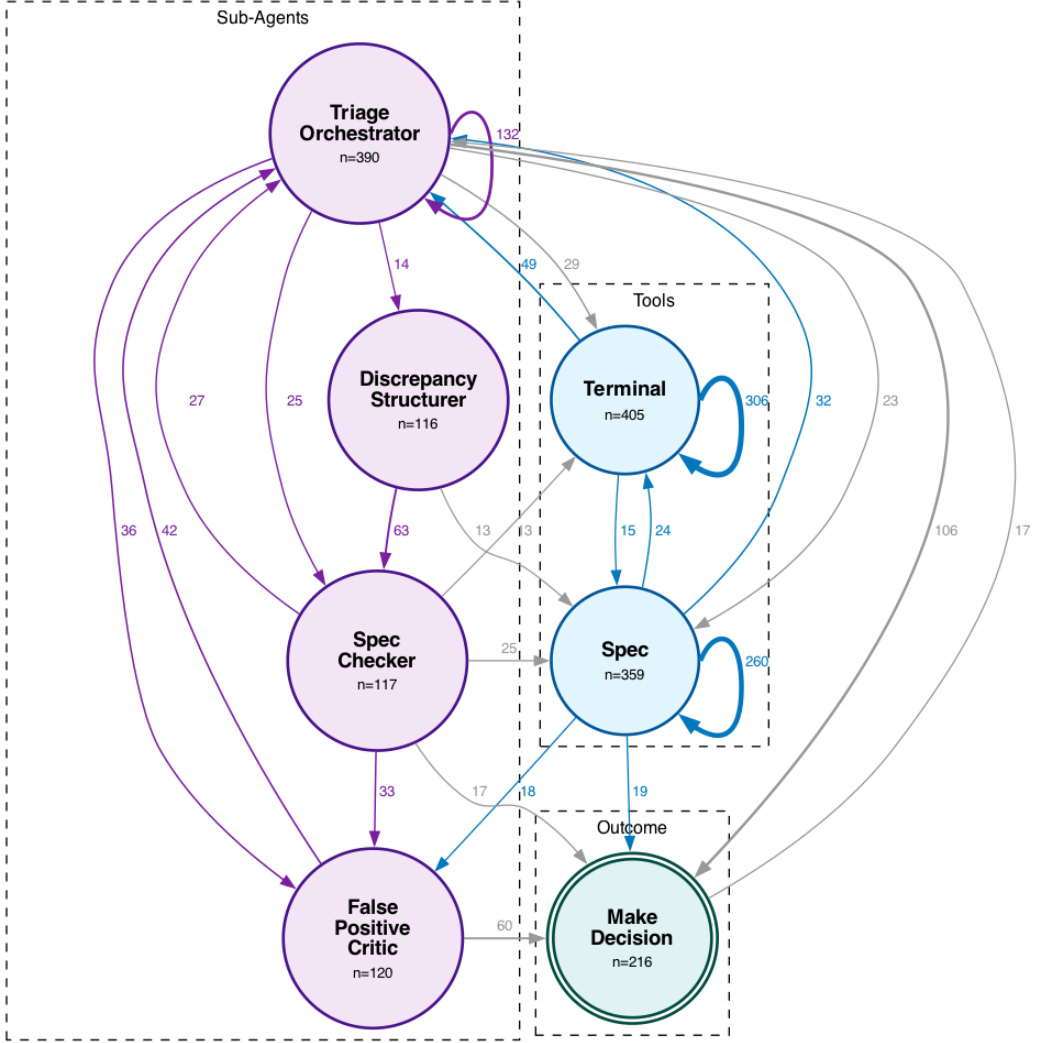 Sub-Agents
Triage
Orchestrator
n=390
132
14
49
29
Tools
Discrepancy
Structurer
n=116
Terminal
n=405
306
27
25
32
23
36
42
63
13
13
15
24
106
17
Spec
Checker
n=117
25
Spec
n=359
260
33
17
18
19
Outcome
False
Positive
Critic
n=120
60
Make
Decision
n=216